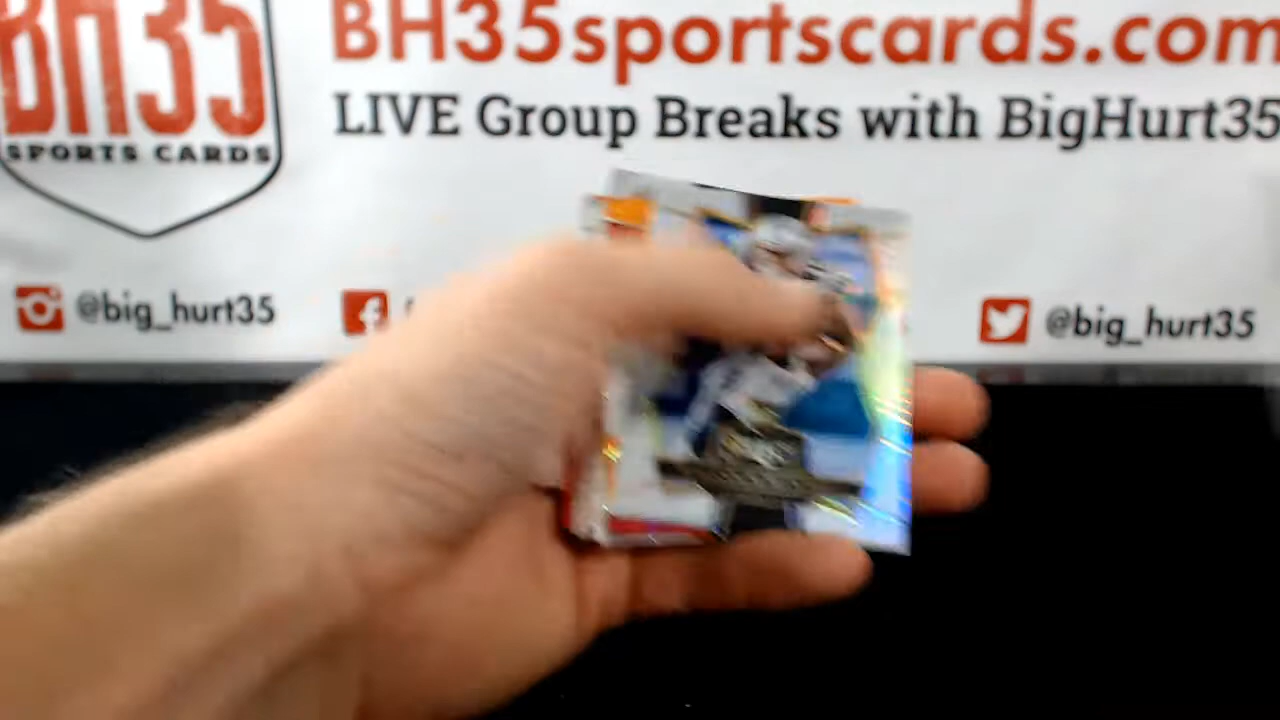 BH35
SPORTS CARDS
BH35sportscards.com
LIVE Group Breaks with BigHurt35
@big_hurt35
@big_hurt35